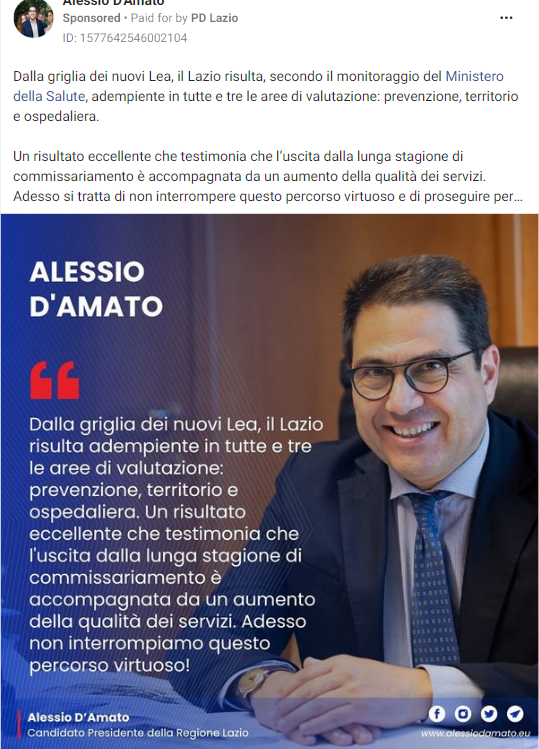 Alessio D'Amato
Sponsored • Paid for by PD Lazio
ID: 1577642546002104
Dalla griglia dei nuovi Lea, il Lazio risulta, secondo il monitoraggio del Ministero
della Salute, adempiente in tutte e tre le aree di valutazione: prevenzione, territorio
e ospedaliera.
Un risultato eccellente che testimonia che l’uscita dalla lunga stagione di
commissariamento è accompagnata da un aumento della qualità dei servizi.
Adesso si tratta di non interrompere questo percorso virtuoso e di proseguire per...
ALESSIO
D'AMATO
Dalla griglia dei nuovi Lea, il Lazio
risulta adempiente in tutte e tre
le aree di valutazione:
prevenzione, territorio e
ospedaliera. Un risultato
eccellente che testimonia che
l'uscita dalla lunga stagione di
commissariamento è
accompagnata da un aumento
della qualità dei servizi. Adesso
non interrompiamo questo
percorso virtuoso!
Alessio D'Amato
Candidato Presidente della Regione Lazio
www.alessiodamato.eu